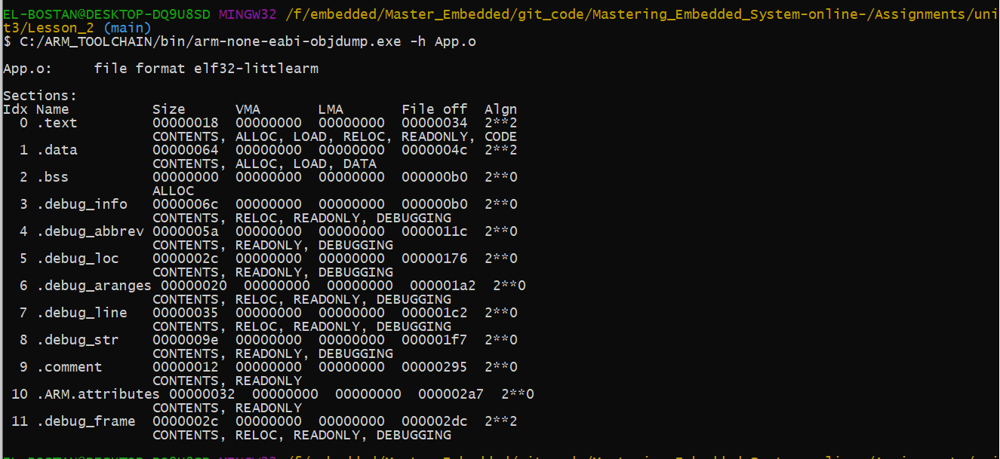 EL-BOSTAN@DESKTOP-DQ9U8SD MINGW32 /f/embedded/Master_Embedded/git_code/Mastering_Embedded_System-online-/Assignments/uni
t3/Lesson_2 (main)
$ C:/ARM_TOOLCHAIN/bin/arm-none-eabi-objdump.exe -h App.o
App.o:     file format elf32-littlearm
Sections:
Idx Name          Size      VMA       LMA       File off  Algn
  0 .text         00000018  00000000  00000000  00000034  2**2
                  CONTENTS, ALLOC, LOAD, RELOC, READONLY, CODE
  1 .data         00000064  00000000  00000000  0000004c  2**2
                  CONTENTS, ALLOC, LOAD, DATA
  2 .bss          00000000  00000000  00000000  000000b0  2**0
                  ALLOC
  3 .debug_info   0000006c  00000000  00000000  000000b0  2**0
                  CONTENTS, RELOC, READONLY, DEBUGGING
  4 .debug_abbrev 0000005a  00000000  00000000  0000011c  2**0
                  CONTENTS, READONLY, DEBUGGING
  5 .debug_loc    0000002c  00000000  00000000  00000176  2**0
                  CONTENTS, READONLY, DEBUGGING
  6 .debug_aranges 00000020  00000000  00000000  000001a2  2**0
                  CONTENTS, RELOC, READONLY, DEBUGGING
  7 .debug_line   00000035  00000000  00000000  000001c2  2**0
                  CONTENTS, RELOC, READONLY, DEBUGGING
  8 .debug_str    0000009e  00000000  00000000  000001f7  2**0
                  CONTENTS, READONLY, DEBUGGING
  9 .comment      00000012  00000000  00000000  00000295  2**0
                  CONTENTS, READONLY
 10 .ARM.attributes 00000032  00000000  00000000  000002a7  2**0
                  CONTENTS, READONLY
 11 .debug_frame  0000002c  00000000  00000000  000002dc  2**2
                  CONTENTS, RELOC, READONLY, DEBUGGING